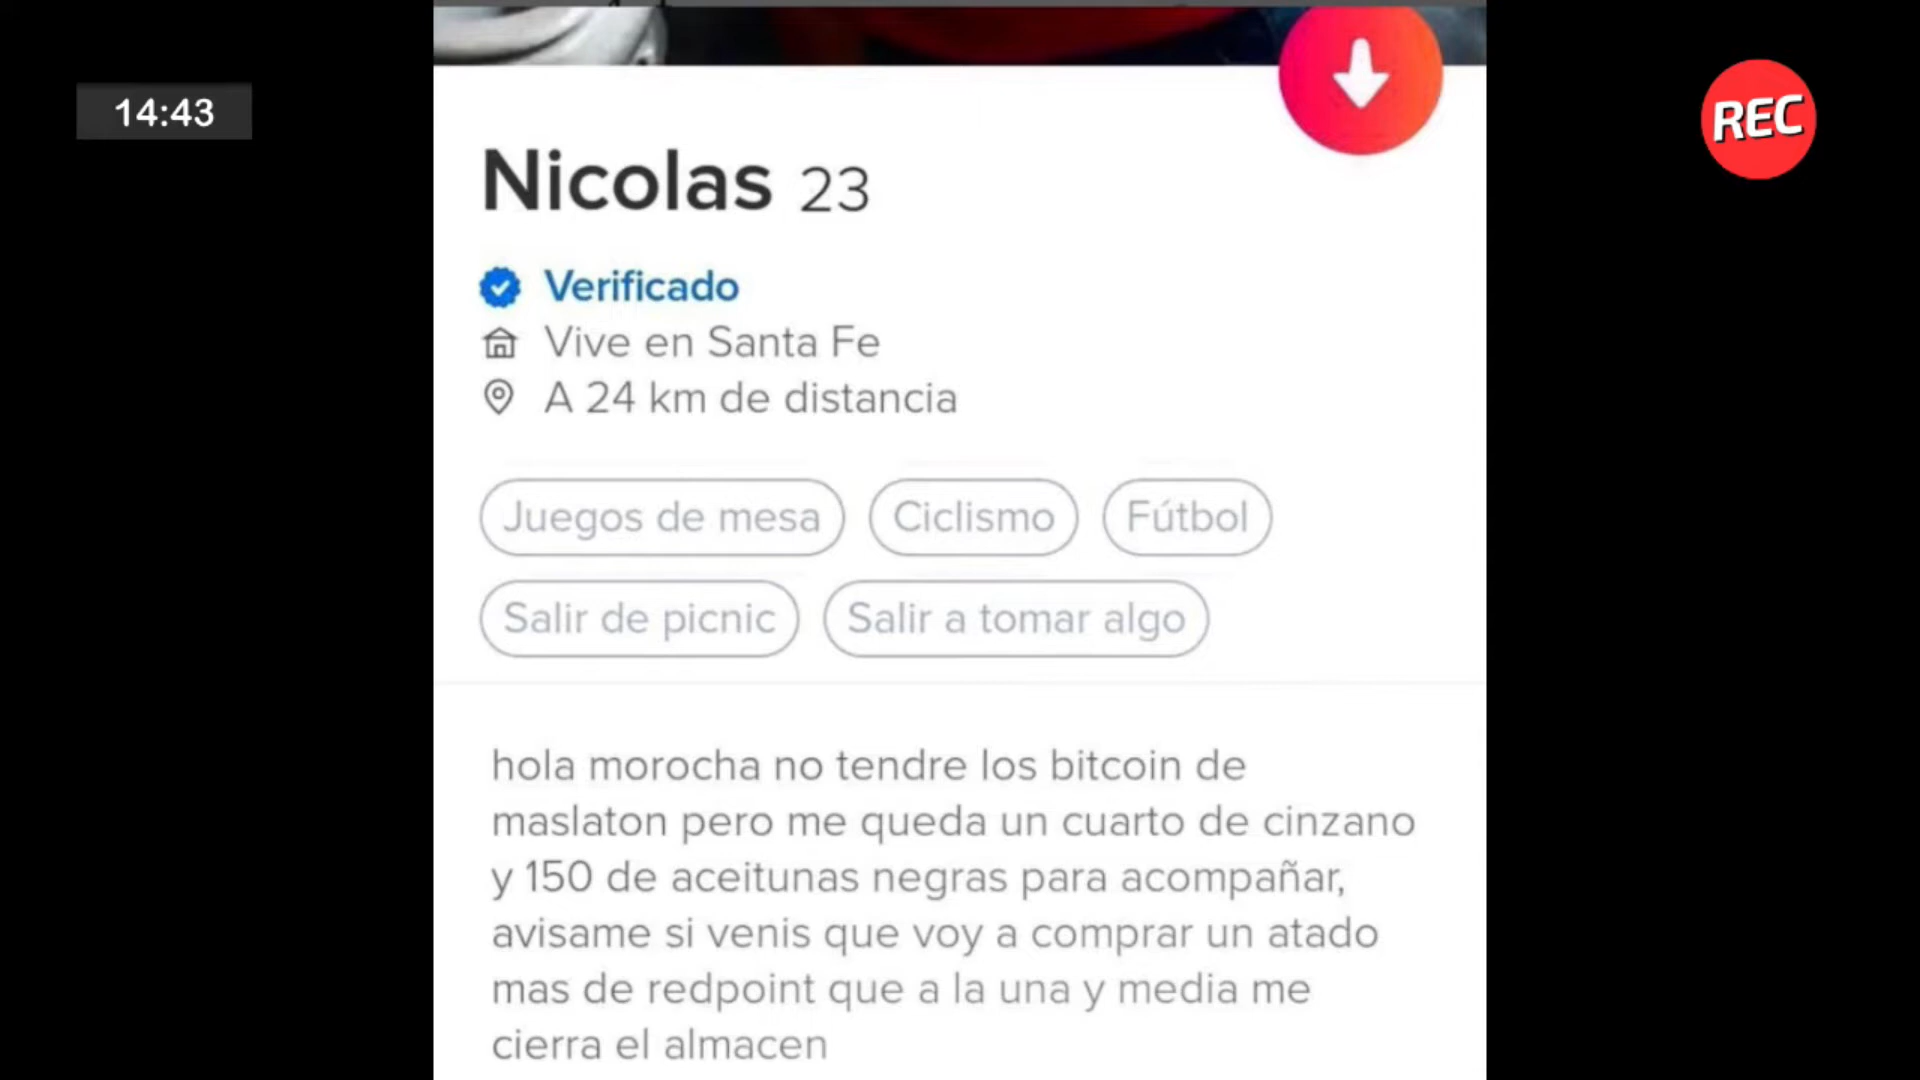 14:43
REC
Nicolas 23
Verificado
Vive en Santa Fe
A 24 km de distancia
Juegos de mesa
Ciclismo
Fútbol
Salir de picnic
Salir a tomar algo
hola morocha no tendre los bitcoin de
maslaton pero me queda un cuarto de cinzano
y 150 de aceitunas negras para acompañar,
avisame si venis que voy a comprar un atado
mas de redpoint que a la una y media me
cierra el almacen